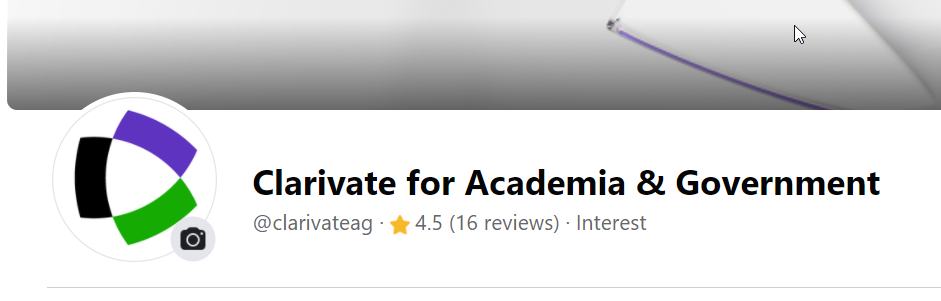 Clarivate for Academia & Government
@clarivateag · ⭐ 4.5 (16 reviews) · Interest